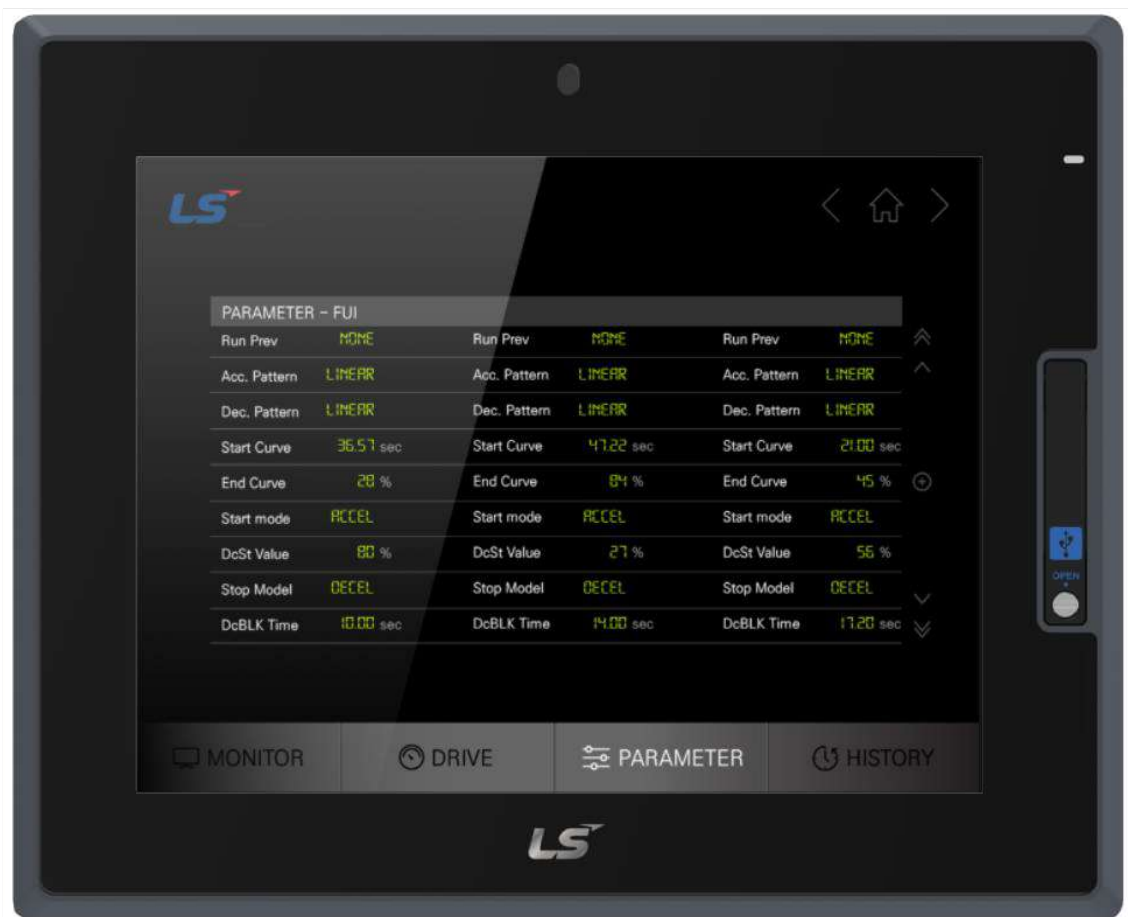 LS
PARAMETER – FUI
Run Prev NONE Run Prev NONE Run Prev NONE
Acc. Pattern LINEAR Acc. Pattern LINEAR Acc. Pattern LINEAR
Dec. Pattern LINEAR Dec. Pattern LINEAR Dec. Pattern LINEAR
Start Curve 36.57 sec Start Curve 47.22 sec Start Curve 21.00 sec
End Curve 28 % End Curve 84 % End Curve 45 %
Start mode ACCEL Start mode ACCEL Start mode ACCEL
DcSt Value 80 % DcSt Value 27 % DcSt Value 56 %
Stop Model DECEL Stop Model DECEL Stop Model DECEL
DcBLK Time 10.00 sec DcBLK Time 14.00 sec DcBLK Time 17.20 sec
OPEN
MONITOR DRIVE PARAMETER HISTORY
LS